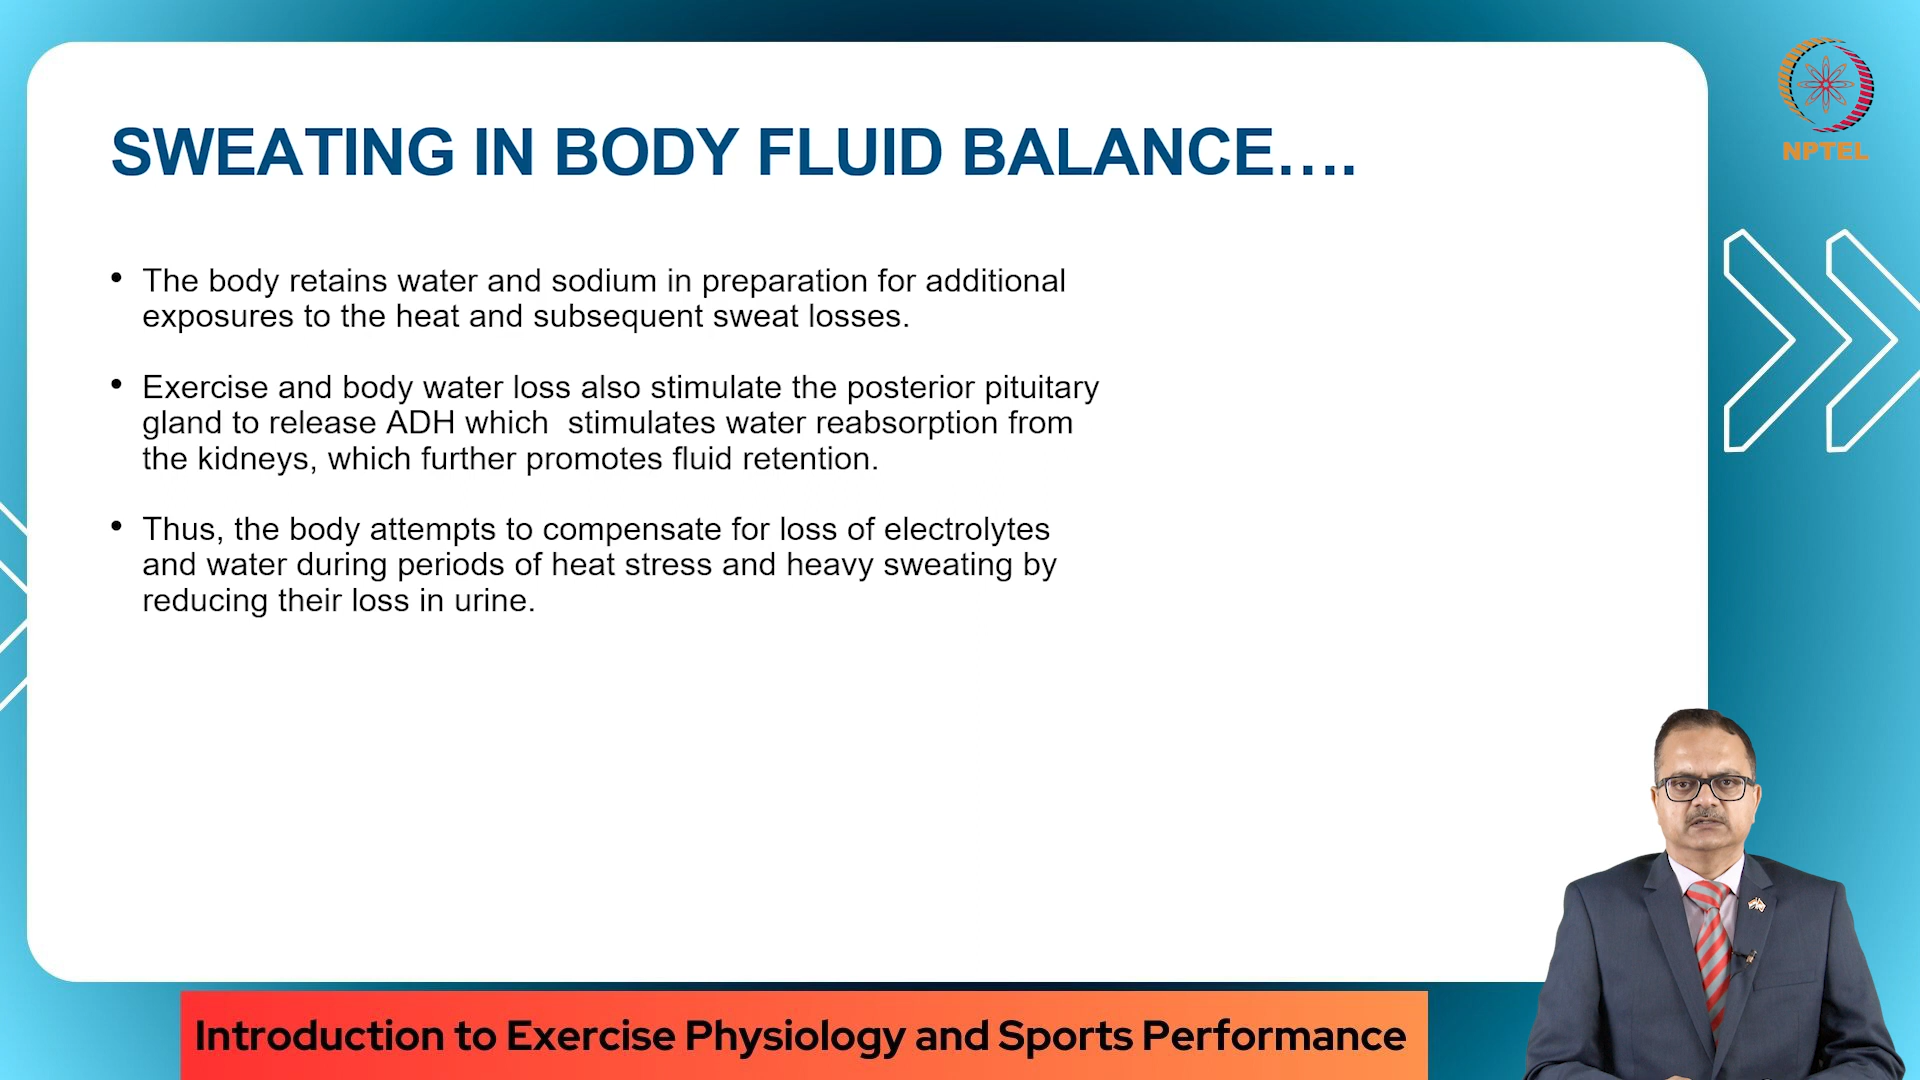 SWEATING IN BODY FLUID BALANCE....
• The body retains water and sodium in preparation for additional
exposures to the heat and subsequent sweat losses.
• Exercise and body water loss also stimulate the posterior pituitary
gland to release ADH which  stimulates water reabsorption from
the kidneys, which further promotes fluid retention.
• Thus, the body attempts to compensate for loss of electrolytes
and water during periods of heat stress and heavy sweating by
reducing their loss in urine.
NPTEL
Introduction to Exercise Physiology and Sports Performance